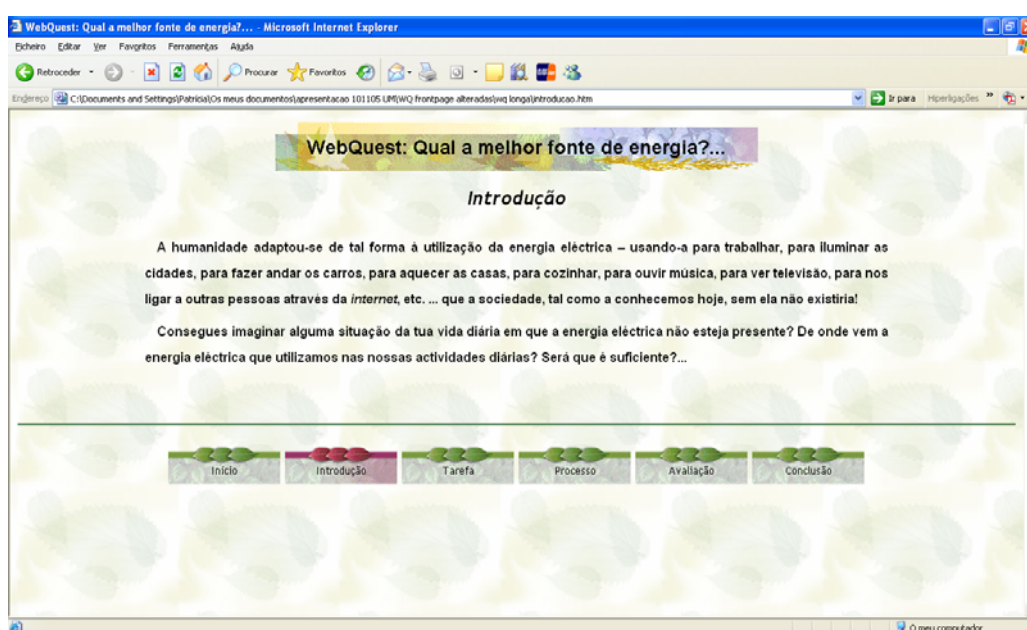 WebQuest: Qual a melhor fonte de energia?... - Microsoft Internet Explorer
Ficheiro Editar Ver Favoritos Ferramentas Ajuda
Retroceder Procurar Favoritos
Endereço C:\Documents and Settings\Patrícia\Os meus documentos\apresentacao 101105 UM\WQ frontpage alteradas\wq longa\introducao.htm Ir para Hiperligações »
WebQuest: Qual a melhor fonte de energia?...
Introdução
A humanidade adaptou-se de tal forma à utilização da energia eléctrica – usando-a para trabalhar, para iluminar as
cidades, para fazer andar os carros, para aquecer as casas, para cozinhar, para ouvir música, para ver televisão, para nos
ligar a outras pessoas através da internet, etc. ... que a sociedade, tal como a conhecemos hoje, sem ela não existiria!
Consegues imaginar alguma situação da tua vida diária em que a energia eléctrica não esteja presente? De onde vem a
energia eléctrica que utilizamos nas nossas actividades diárias? Será que é suficiente?...
Início Introdução Tarefa Processo Avaliação Conclusão
O meu computador